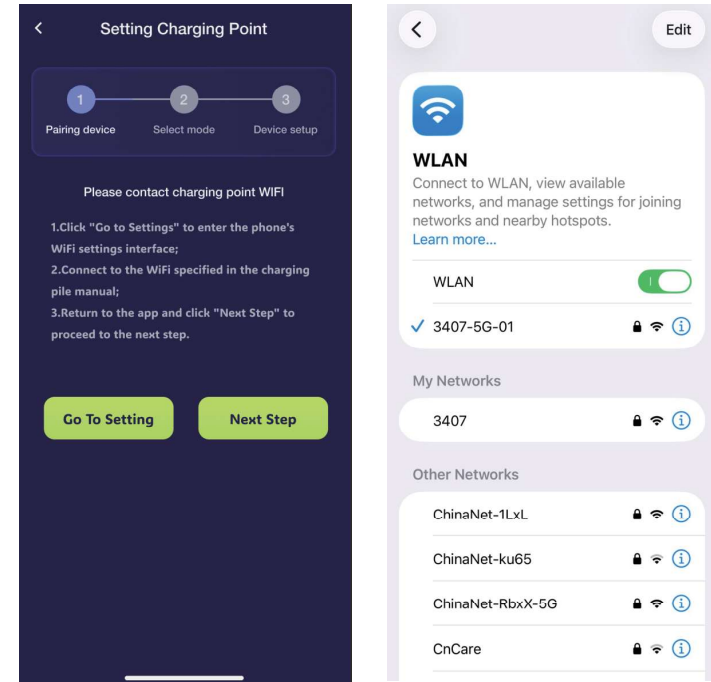 Setting Charging Point
1
2
3
Pairing device
Select mode
Device setup
Please contact charging point WIFI
1.Click "Go to Settings" to enter the phone's
WiFi settings interface;
2.Connect to the WiFi specified in the charging
pile manual;
3.Return to the app and click "Next Step" to
proceed to the next step.
Go To Setting
Next Step
Edit
WLAN
Connect to WLAN, view available
networks, and manage settings for joining
networks and nearby hotspots.
Learn more...
WLAN
3407-5G-01
My Networks
3407
Other Networks
ChinaNet-1LxL
ChinaNet-ku65
ChinaNet-RbxX-5G
CnCare